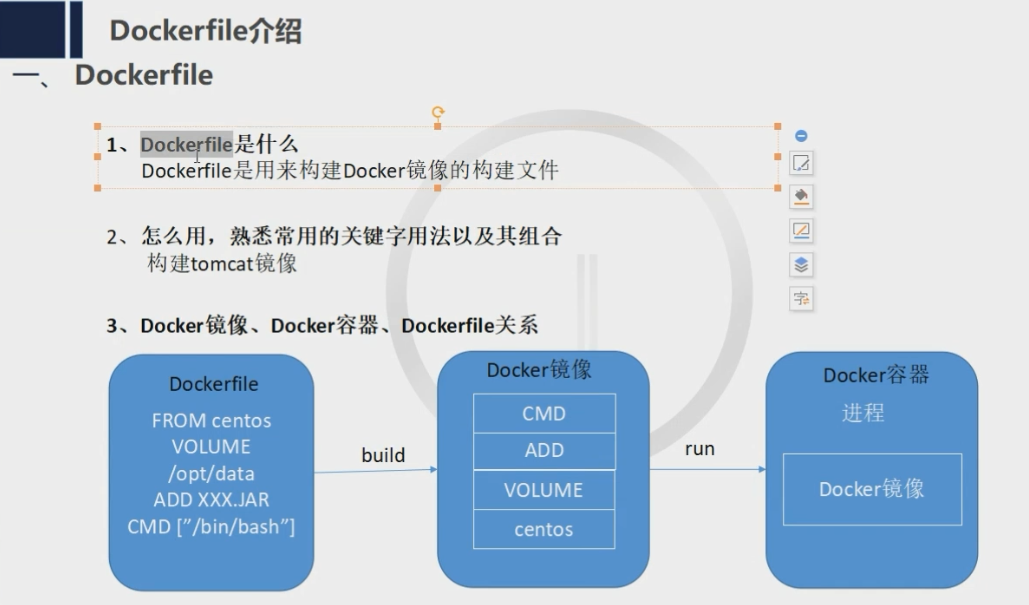 Dockerfile介绍
一、 Dockerfile
1、Dockerfile是什么
Dockerfile是用来构建Docker镜像的构建文件
2、怎么用，熟悉常用的关键字用法以及其组合
构建tomcat镜像
3、Docker镜像、Docker容器、Dockerfile关系
Dockerfile
FROM centos
VOLUME
/opt/data
ADD XXX.JAR
CMD [”/bin/bash”]
build
Docker镜像
CMD
ADD
VOLUME
centos
run
Docker容器
进程
Docker镜像
字